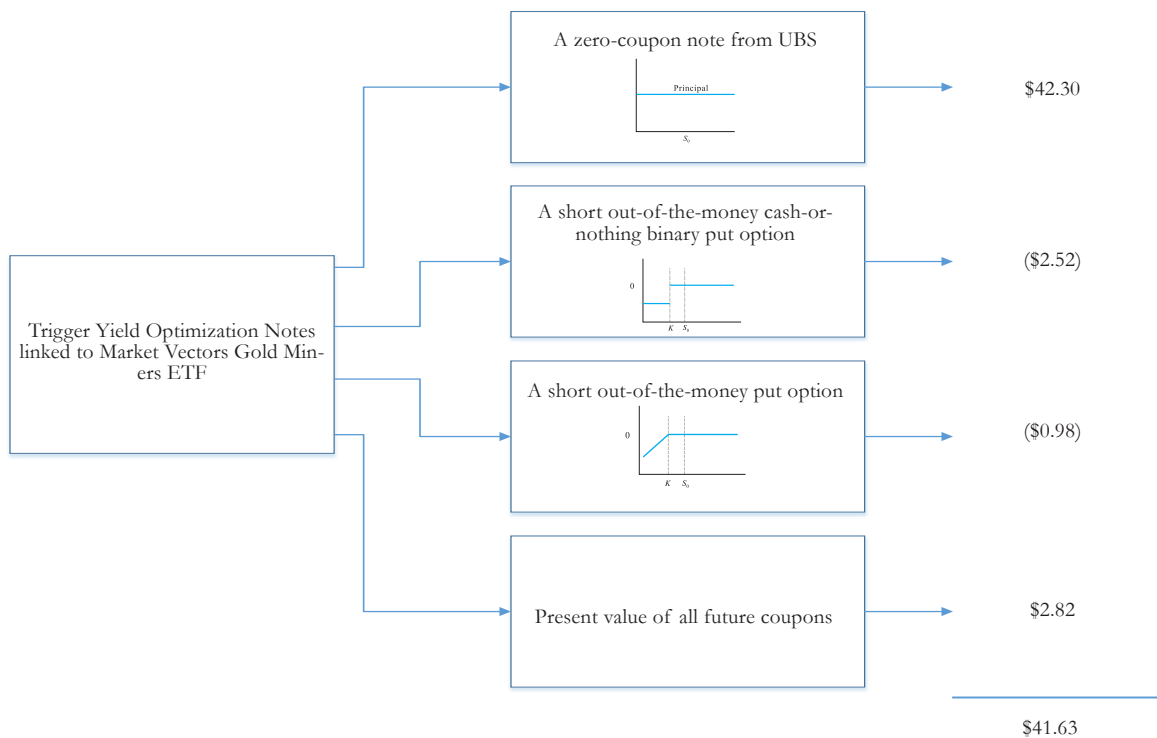 A zero-coupon note from UBS
Principal
S₀
$42.30
A short out-of-the-money cash-or-
nothing binary put option
0
K
S₀
($2.52)
Trigger Yield Optimization Notes
linked to Market Vectors Gold Min-
ers ETF
A short out-of-the-money put option
0
K
S₀
($0.98)
Present value of all future coupons
$2.82
$41.63